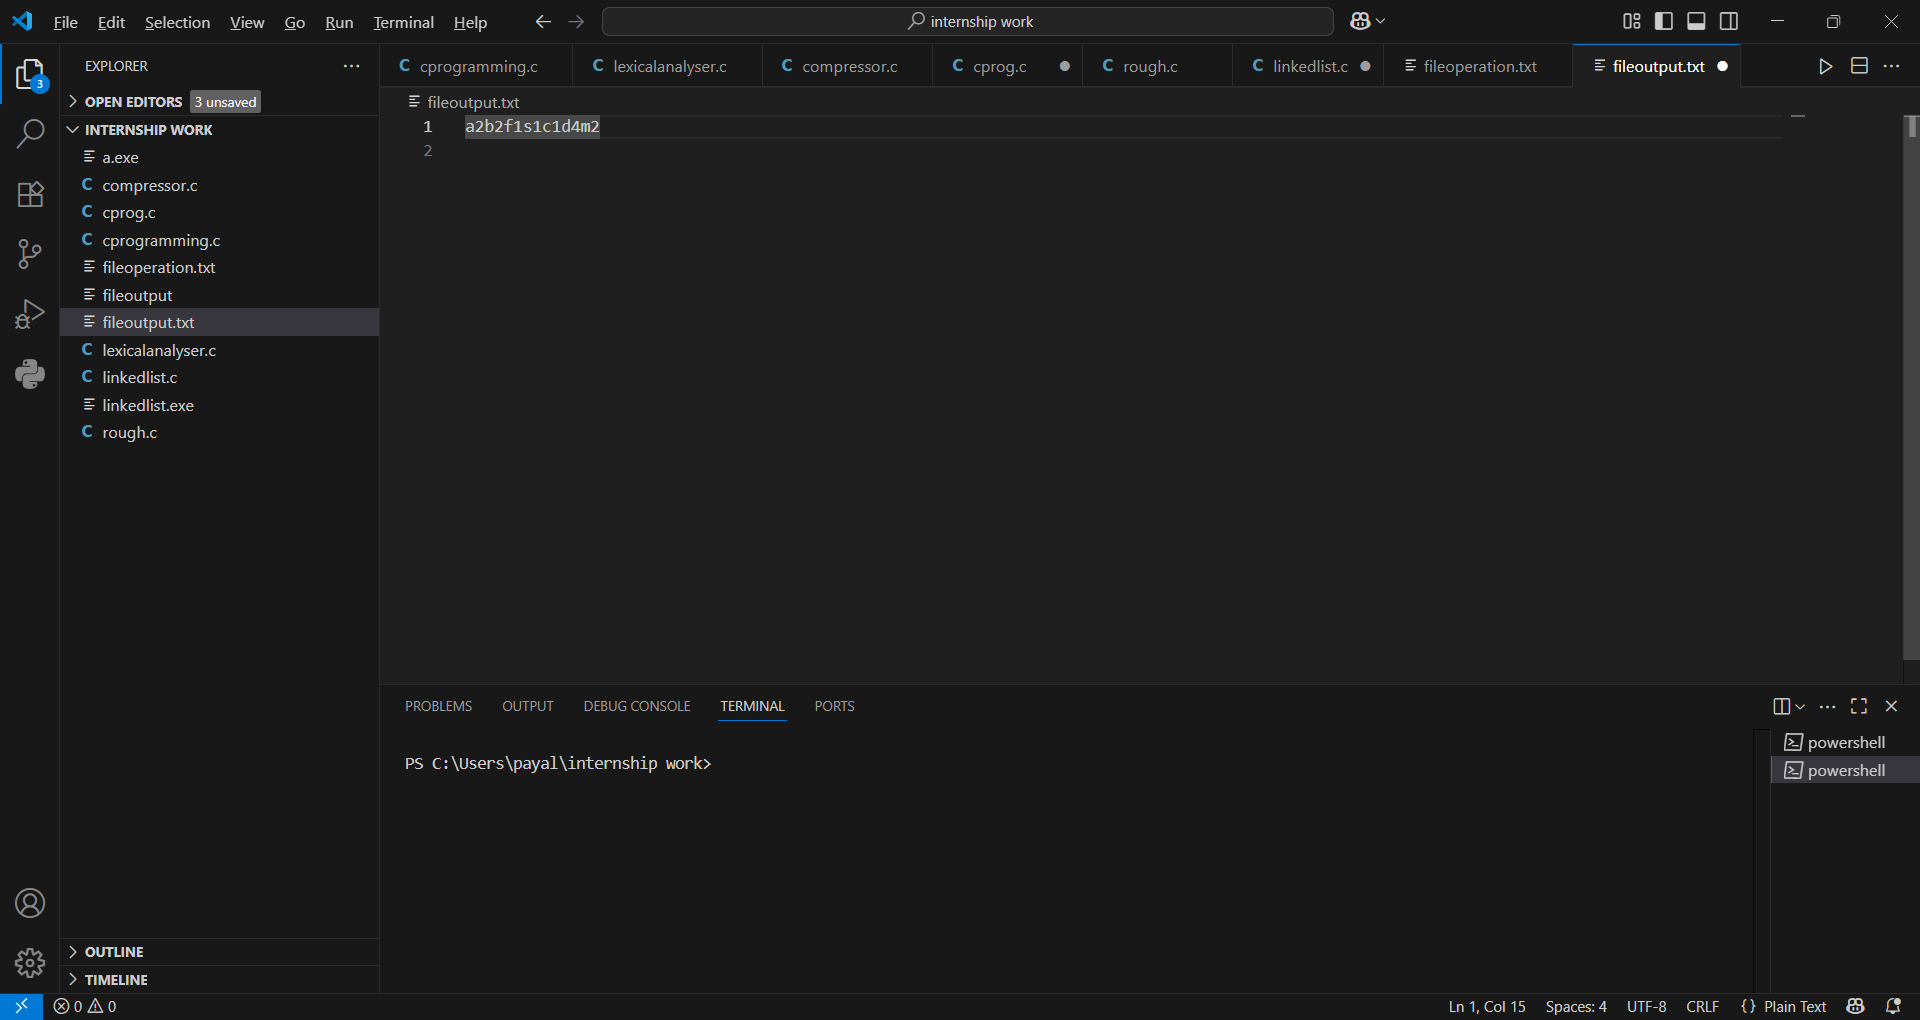 File Edit Selection View Go Run Terminal Help
internship work
EXPLORER
3
OPEN EDITORS 3 unsaved
INTERNSHIP WORK
a.exe
C compressor.c
C cprog.c
C cprogramming.c
fileoperation.txt
fileoutput
fileoutput.txt
C lexicalanalyser.c
C linkedlist.c
linkedlist.exe
C rough.c
OUTLINE
TIMELINE
C cprogramming.c C lexicalanalyser.c C compressor.c C cprog.c C rough.c C linkedlist.c fileoperation.txt fileoutput.txt
fileoutput.txt
1 a2b2f1s1c1d4m2
2
PROBLEMS OUTPUT DEBUG CONSOLE TERMINAL PORTS
PS C:\Users\payal\internship work>
powershell
powershell
0 0
Ln 1, Col 15 Spaces: 4 UTF-8 CRLF {} Plain Text